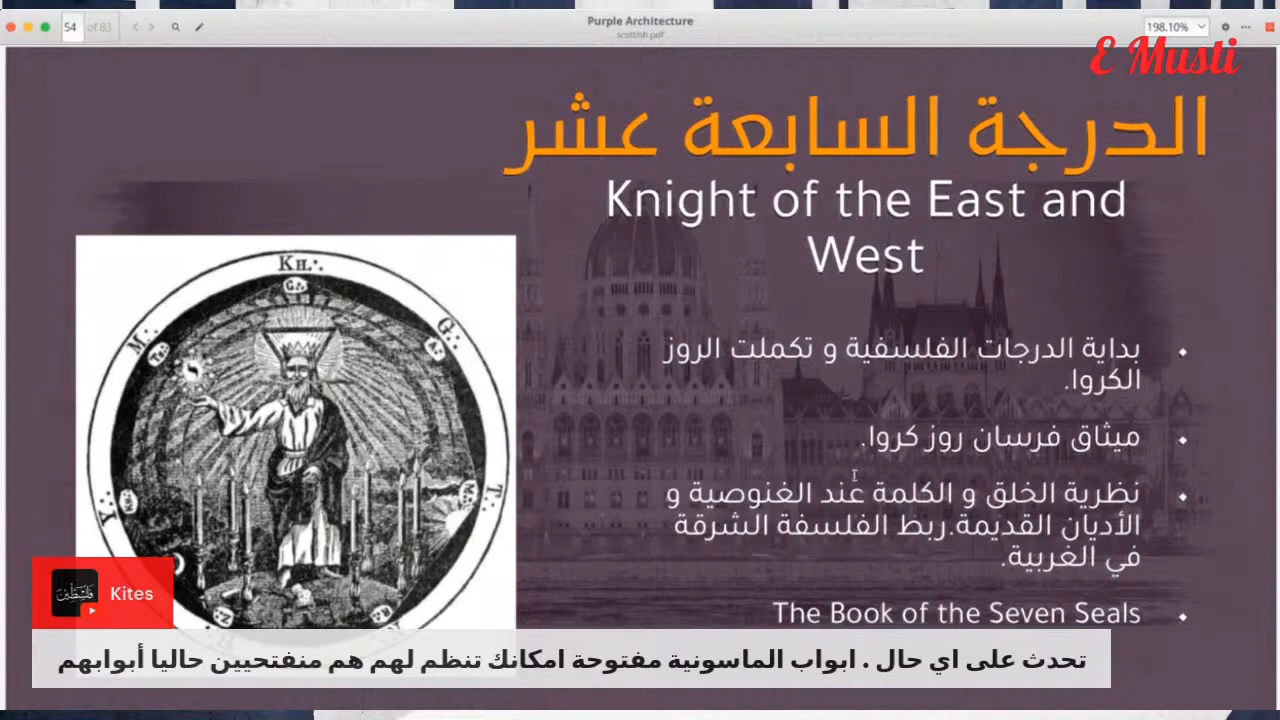 54 of 83
Purple Architecture
scottish.pdf
198.10%
E Musti
الدرجة السابعة عشر
Knight of the East and
West
بداية الدرجات الفلسفية و تكملت الروز
الكروا.
ميثاق فرسان روز كروا.
نظرية الخلق و الكلمة عند الغنوصية و
الأديان القديمة.ربط الفلسفة الشرقة
في الغربية.
The Book of the Seven Seals
KH∴
G∴
M∴
T∴
Y∴
فلسطين
Kites
تحدث على اي حال . ابواب الماسونية مفتوحة امكانك تنظم لهم هم منفتحيين حاليا أبوابهم